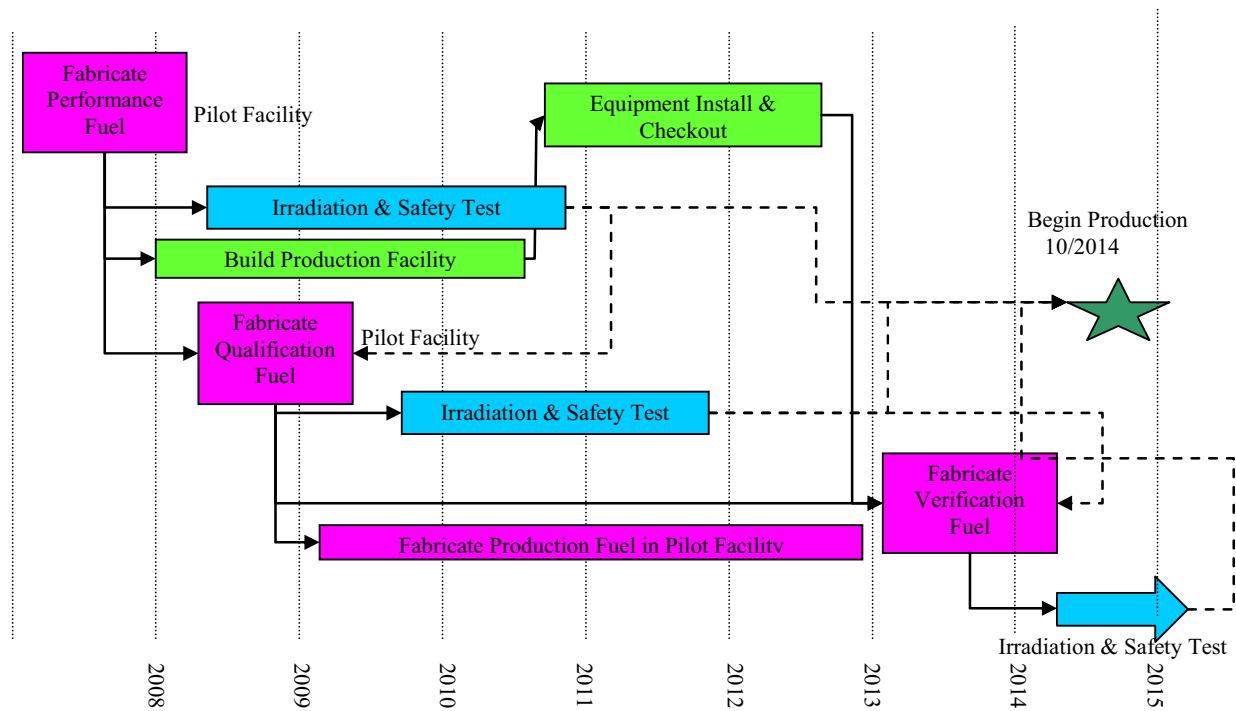 Fabricate
Performance
Fuel
Pilot Facility
Equipment Install &
Checkout
Irradiation & Safety Test
Build Production Facility
Begin Production
10/2014
Fabricate
Qualification
Fuel
Pilot Facility
Irradiation & Safety Test
Fabricate
Verification
Fuel
Fabricate Production Fuel in Pilot Facility
Irradiation & Safety Test
2008
2009
2010
2011
2012
2013
2014
2015